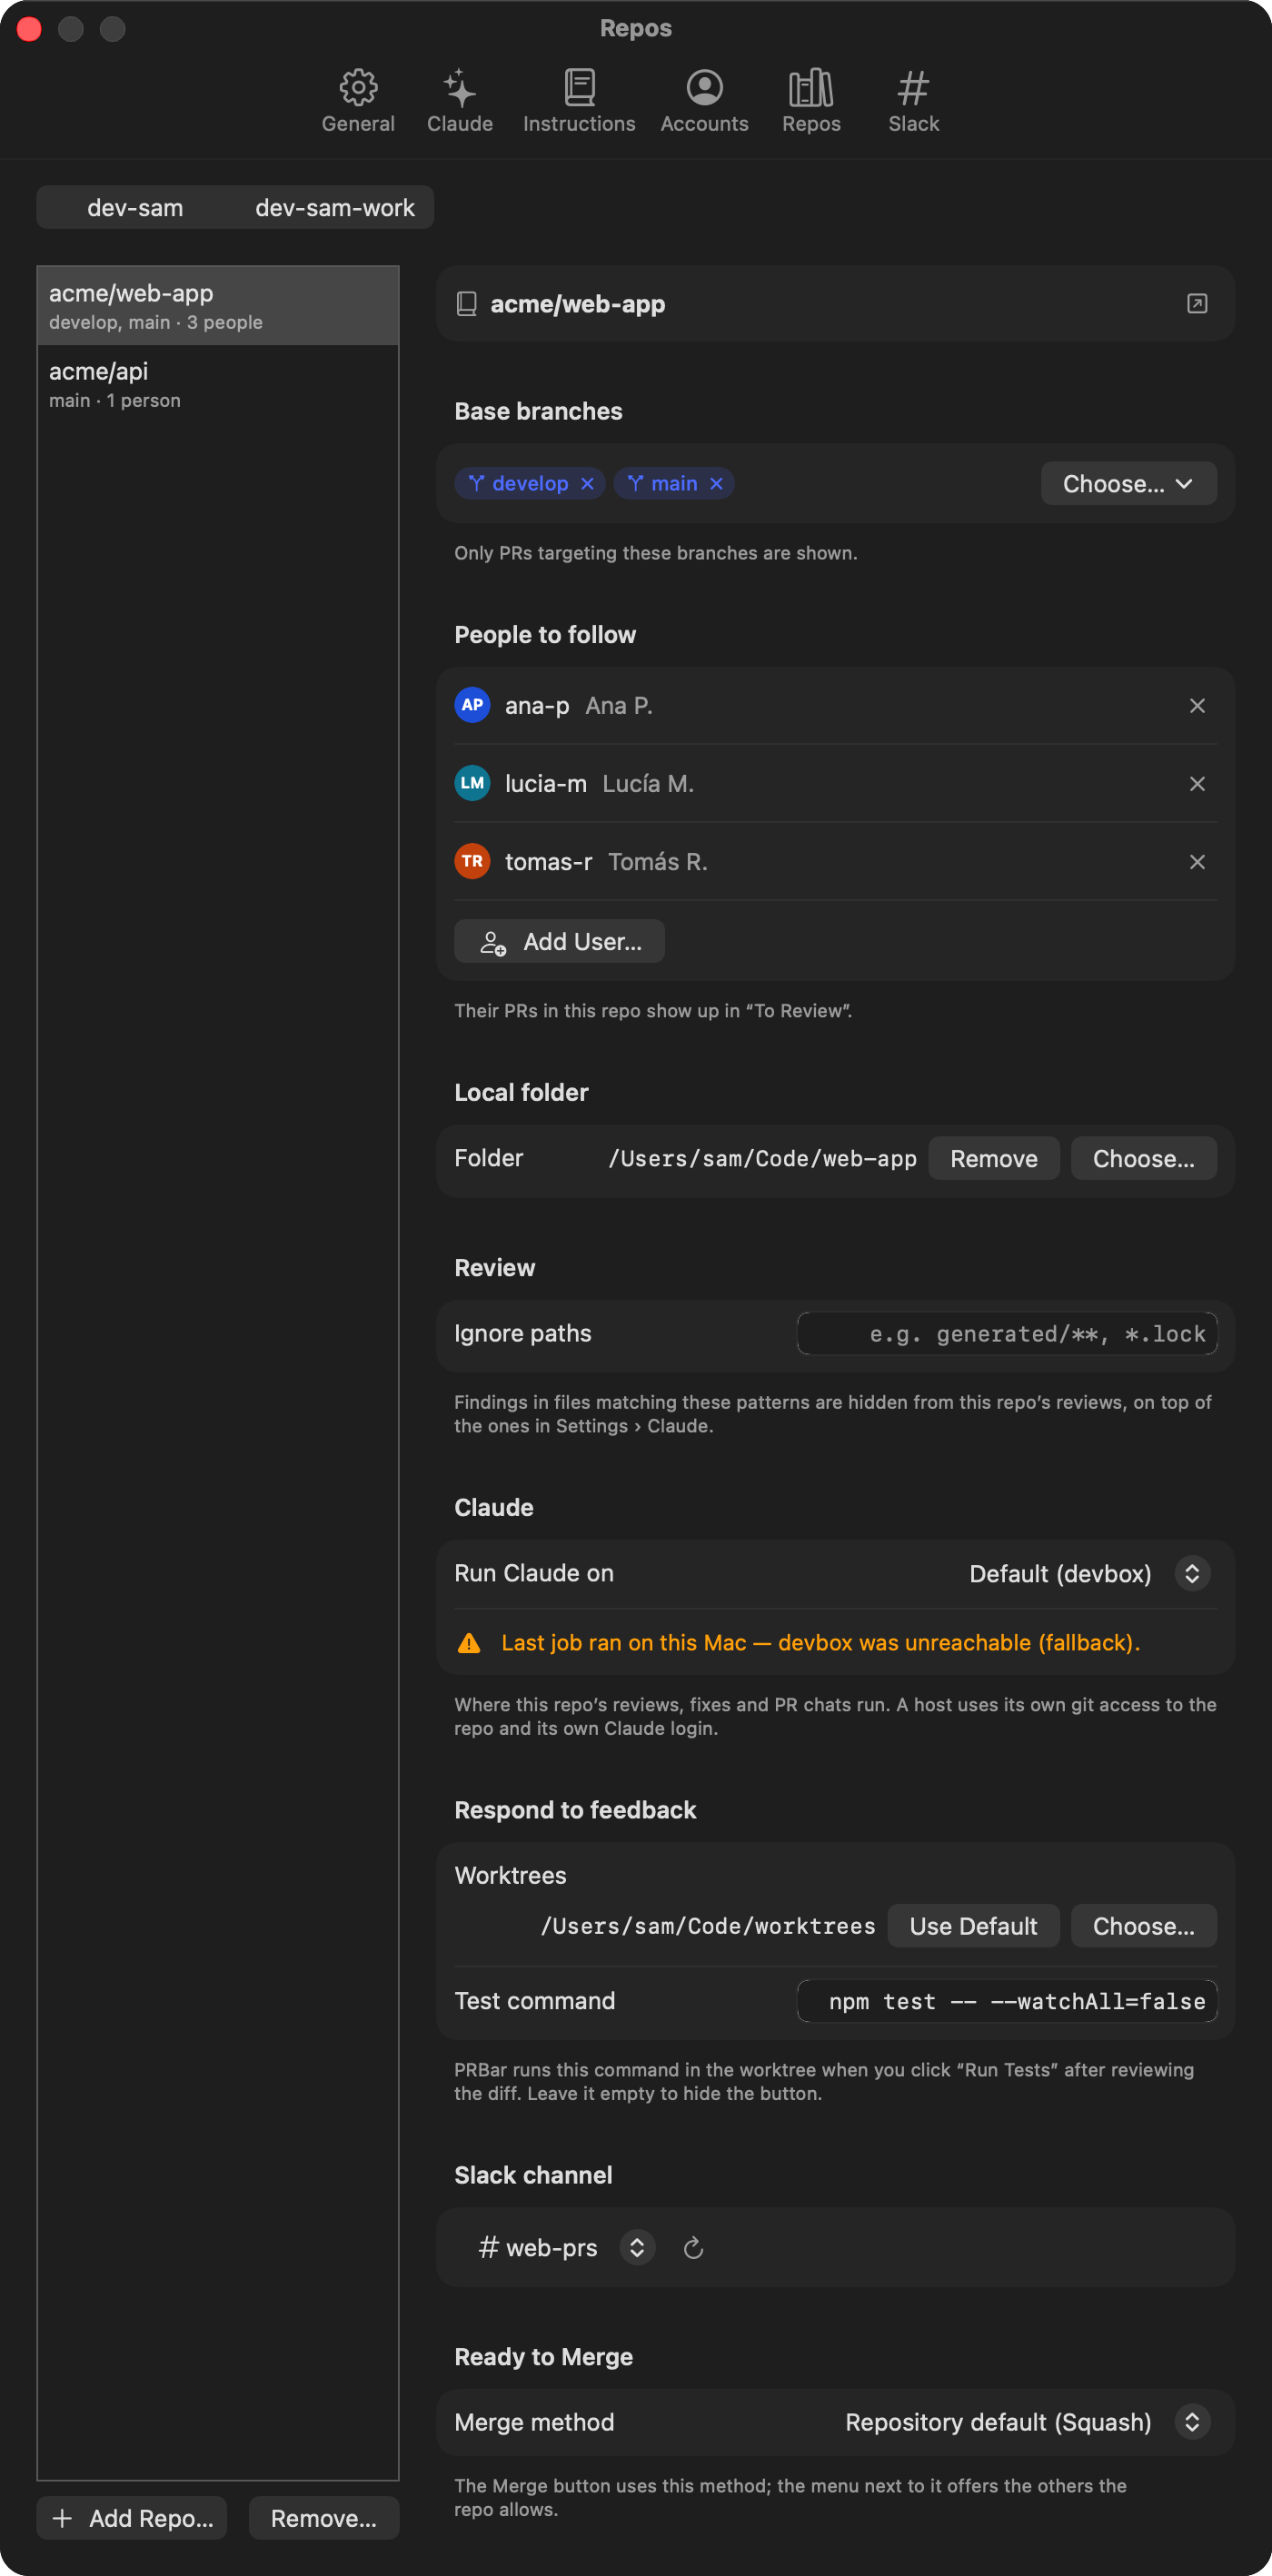 Repos
General
Claude
Instructions
Accounts
Repos
Slack
dev-sam
dev-sam-work
acme/web-app
develop, main · 3 people
acme/api
main · 1 person
Add Repo...
Remove...
acme/web-app
Base branches
develop
main
Choose...
Only PRs targeting these branches are shown.
People to follow
AP ana-p Ana P.
LM lucia-m Lucía M.
TR tomas-r Tomás R.
Add User...
Their PRs in this repo show up in “To Review”.
Local folder
Folder /Users/sam/Code/web-app Remove Choose...
Review
Ignore paths e.g. generated/**, *.lock
Findings in files matching these patterns are hidden from this repo’s reviews, on top of
the ones in Settings › Claude.
Claude
Run Claude on Default (devbox)
Last job ran on this Mac — devbox was unreachable (fallback).
Where this repo’s reviews, fixes and PR chats run. A host uses its own git access to the
repo and its own Claude login.
Respond to feedback
Worktrees
/Users/sam/Code/worktrees Use Default Choose...
Test command npm test -- --watchAll=false
PRBar runs this command in the worktree when you click “Run Tests” after reviewing
the diff. Leave it empty to hide the button.
Slack channel
# web-prs
Ready to Merge
Merge method Repository default (Squash)
The Merge button uses this method; the menu next to it offers the others the
repo allows.